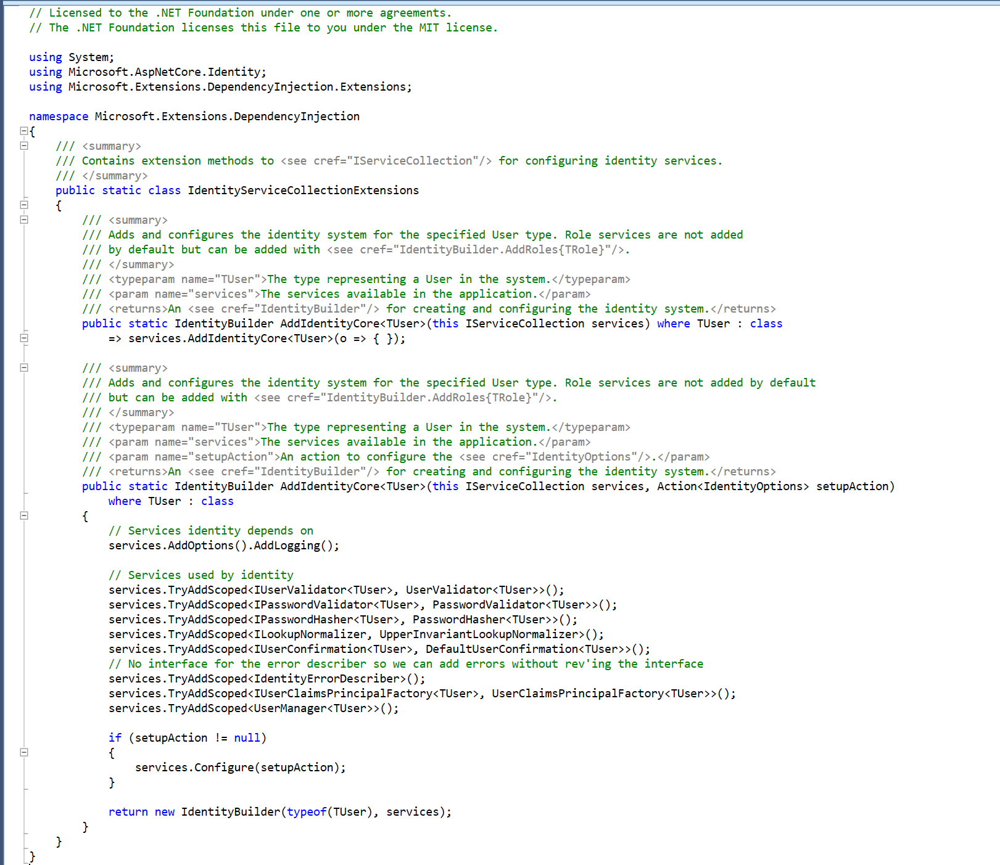 // Licensed to the .NET Foundation under one or more agreements.
// The .NET Foundation licenses this file to you under the MIT license.

using System;
using Microsoft.AspNetCore.Identity;
using Microsoft.Extensions.DependencyInjection.Extensions;

namespace Microsoft.Extensions.DependencyInjection
{
    /// <summary>
    /// Contains extension methods to <see cref="IServiceCollection"/> for configuring identity services.
    /// </summary>
    public static class IdentityServiceCollectionExtensions
    {
        /// <summary>
        /// Adds and configures the identity system for the specified User type. Role services are not added
        /// by default but can be added with <see cref="IdentityBuilder.AddRoles{TRole}"/>.
        /// </summary>
        /// <typeparam name="TUser">The type representing a User in the system.</typeparam>
        /// <param name="services">The services available in the application.</param>
        /// <returns>An <see cref="IdentityBuilder"/> for creating and configuring the identity system.</returns>
        public static IdentityBuilder AddIdentityCore<TUser>(this IServiceCollection services) where TUser : class
            => services.AddIdentityCore<TUser>(o => { });

        /// <summary>
        /// Adds and configures the identity system for the specified User type. Role services are not added by default
        /// but can be added with <see cref="IdentityBuilder.AddRoles{TRole}"/>.
        /// </summary>
        /// <typeparam name="TUser">The type representing a User in the system.</typeparam>
        /// <param name="services">The services available in the application.</param>
        /// <param name="setupAction">An action to configure the <see cref="IdentityOptions"/>.</param>
        /// <returns>An <see cref="IdentityBuilder"/> for creating and configuring the identity system.</returns>
        public static IdentityBuilder AddIdentityCore<TUser>(this IServiceCollection services, Action<IdentityOptions> setupAction)
            where TUser : class
        {
            // Services identity depends on
            services.AddOptions().AddLogging();

            // Services used by identity
            services.TryAddScoped<IUserValidator<TUser>, UserValidator<TUser>>();
            services.TryAddScoped<IPasswordValidator<TUser>, PasswordValidator<TUser>>();
            services.TryAddScoped<IPasswordHasher<TUser>, PasswordHasher<TUser>>();
            services.TryAddScoped<ILookupNormalizer, UpperInvariantLookupNormalizer>();
            services.TryAddScoped<IUserConfirmation<TUser>, DefaultUserConfirmation<TUser>>();
            // No interface for the error describer so we can add errors without rev'ing the interface
            services.TryAddScoped<IdentityErrorDescriber>();
            services.TryAddScoped<IUserClaimsPrincipalFactory<TUser>, UserClaimsPrincipalFactory<TUser>>();
            services.TryAddScoped<UserManager<TUser>>();

            if (setupAction != null)
            {
                services.Configure(setupAction);
            }

            return new IdentityBuilder(typeof(TUser), services);
        }
    }
}